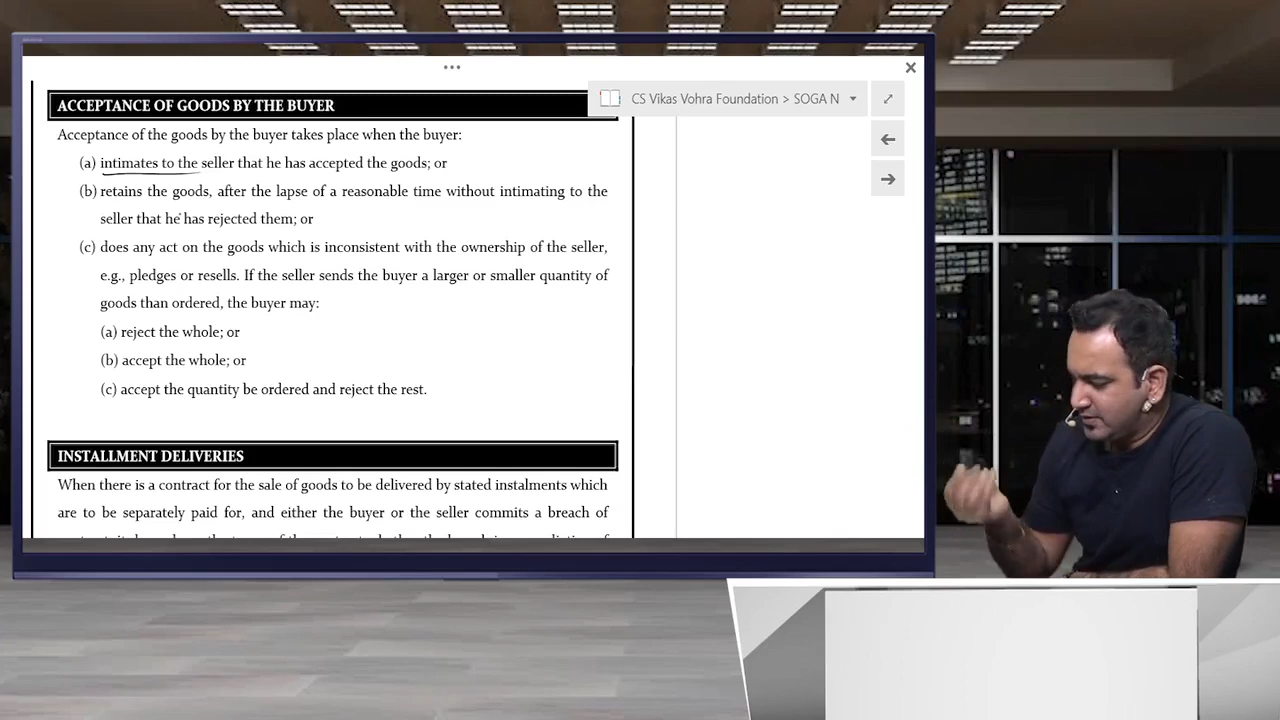 CS Vikas Vohra Foundation > SOGA N
ACCEPTANCE OF GOODS BY THE BUYER
Acceptance of the goods by the buyer takes place when the buyer:
(a) intimates to the seller that he has accepted the goods; or
(b) retains the goods, after the lapse of a reasonable time without intimating to the
seller that he has rejected them; or
(c) does any act on the goods which is inconsistent with the ownership of the seller,
e.g., pledges or resells. If the seller sends the buyer a larger or smaller quantity of
goods than ordered, the buyer may:
(a) reject the whole; or
(b) accept the whole; or
(c) accept the quantity be ordered and reject the rest.
INSTALLMENT DELIVERIES
When there is a contract for the sale of goods to be delivered by stated instalments which
are to be separately paid for, and either the buyer or the seller commits a breach of